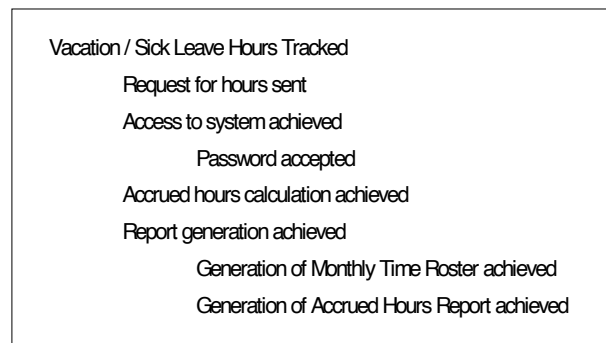 Vacation / Sick Leave Hours Tracked
Request for hours sent
Access to system achieved
Password accepted
Accrued hours calculation achieved
Report generation achieved
Generation of Monthly Time Roster achieved
Generation of Accrued Hours Report achieved